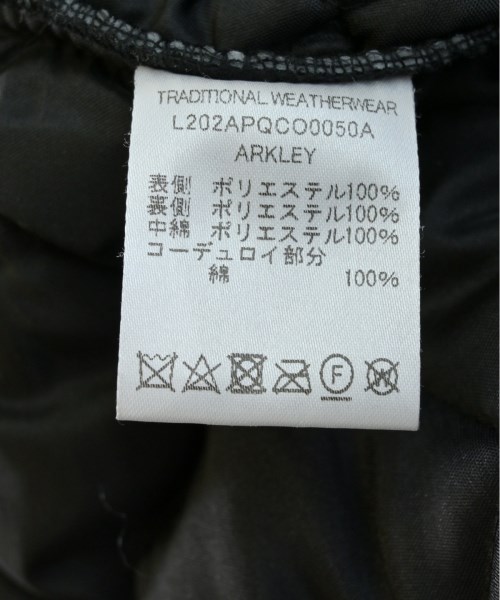 TRADITIONAL WEATHERWEAR
L202APQCO0050A
ARKLEY
表側 ポリエステル100%
裏側 ポリエステル100%
中綿 ポリエステル100%
コーデュロイ部分
綿 100%
F
W